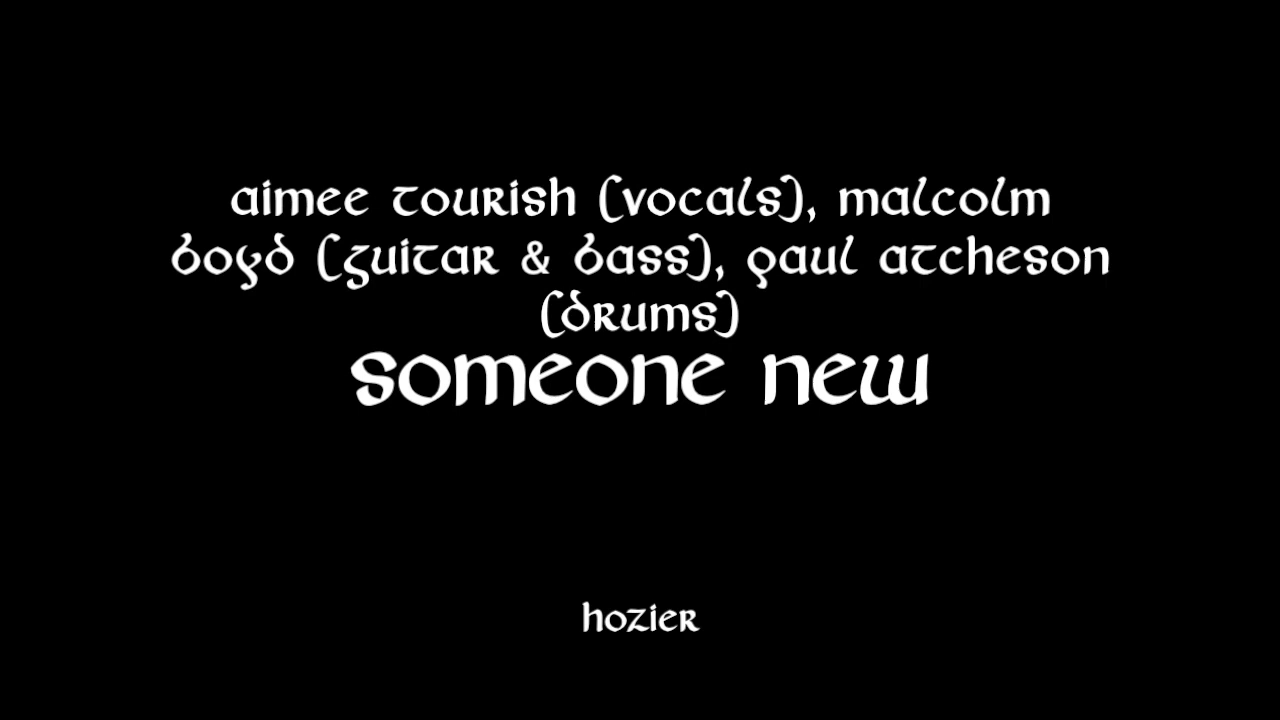 aimee tourish (vocals), malcolm
boyd (guitar & bass), paul atcheson
(drums)
someone new
hozier